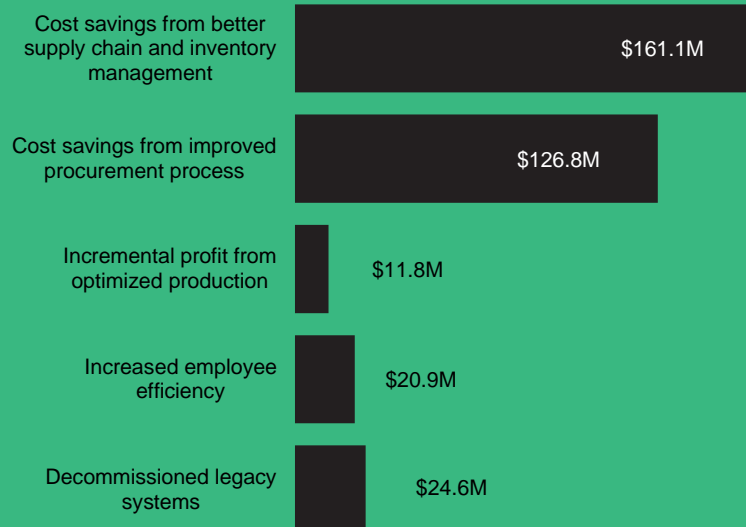 Cost savings from better
supply chain and inventory
management
$161.1M
Cost savings from improved
procurement process
$126.8M
Incremental profit from
optimized production
$11.8M
Increased employee
efficiency
$20.9M
Decommissioned legacy
systems
$24.6M